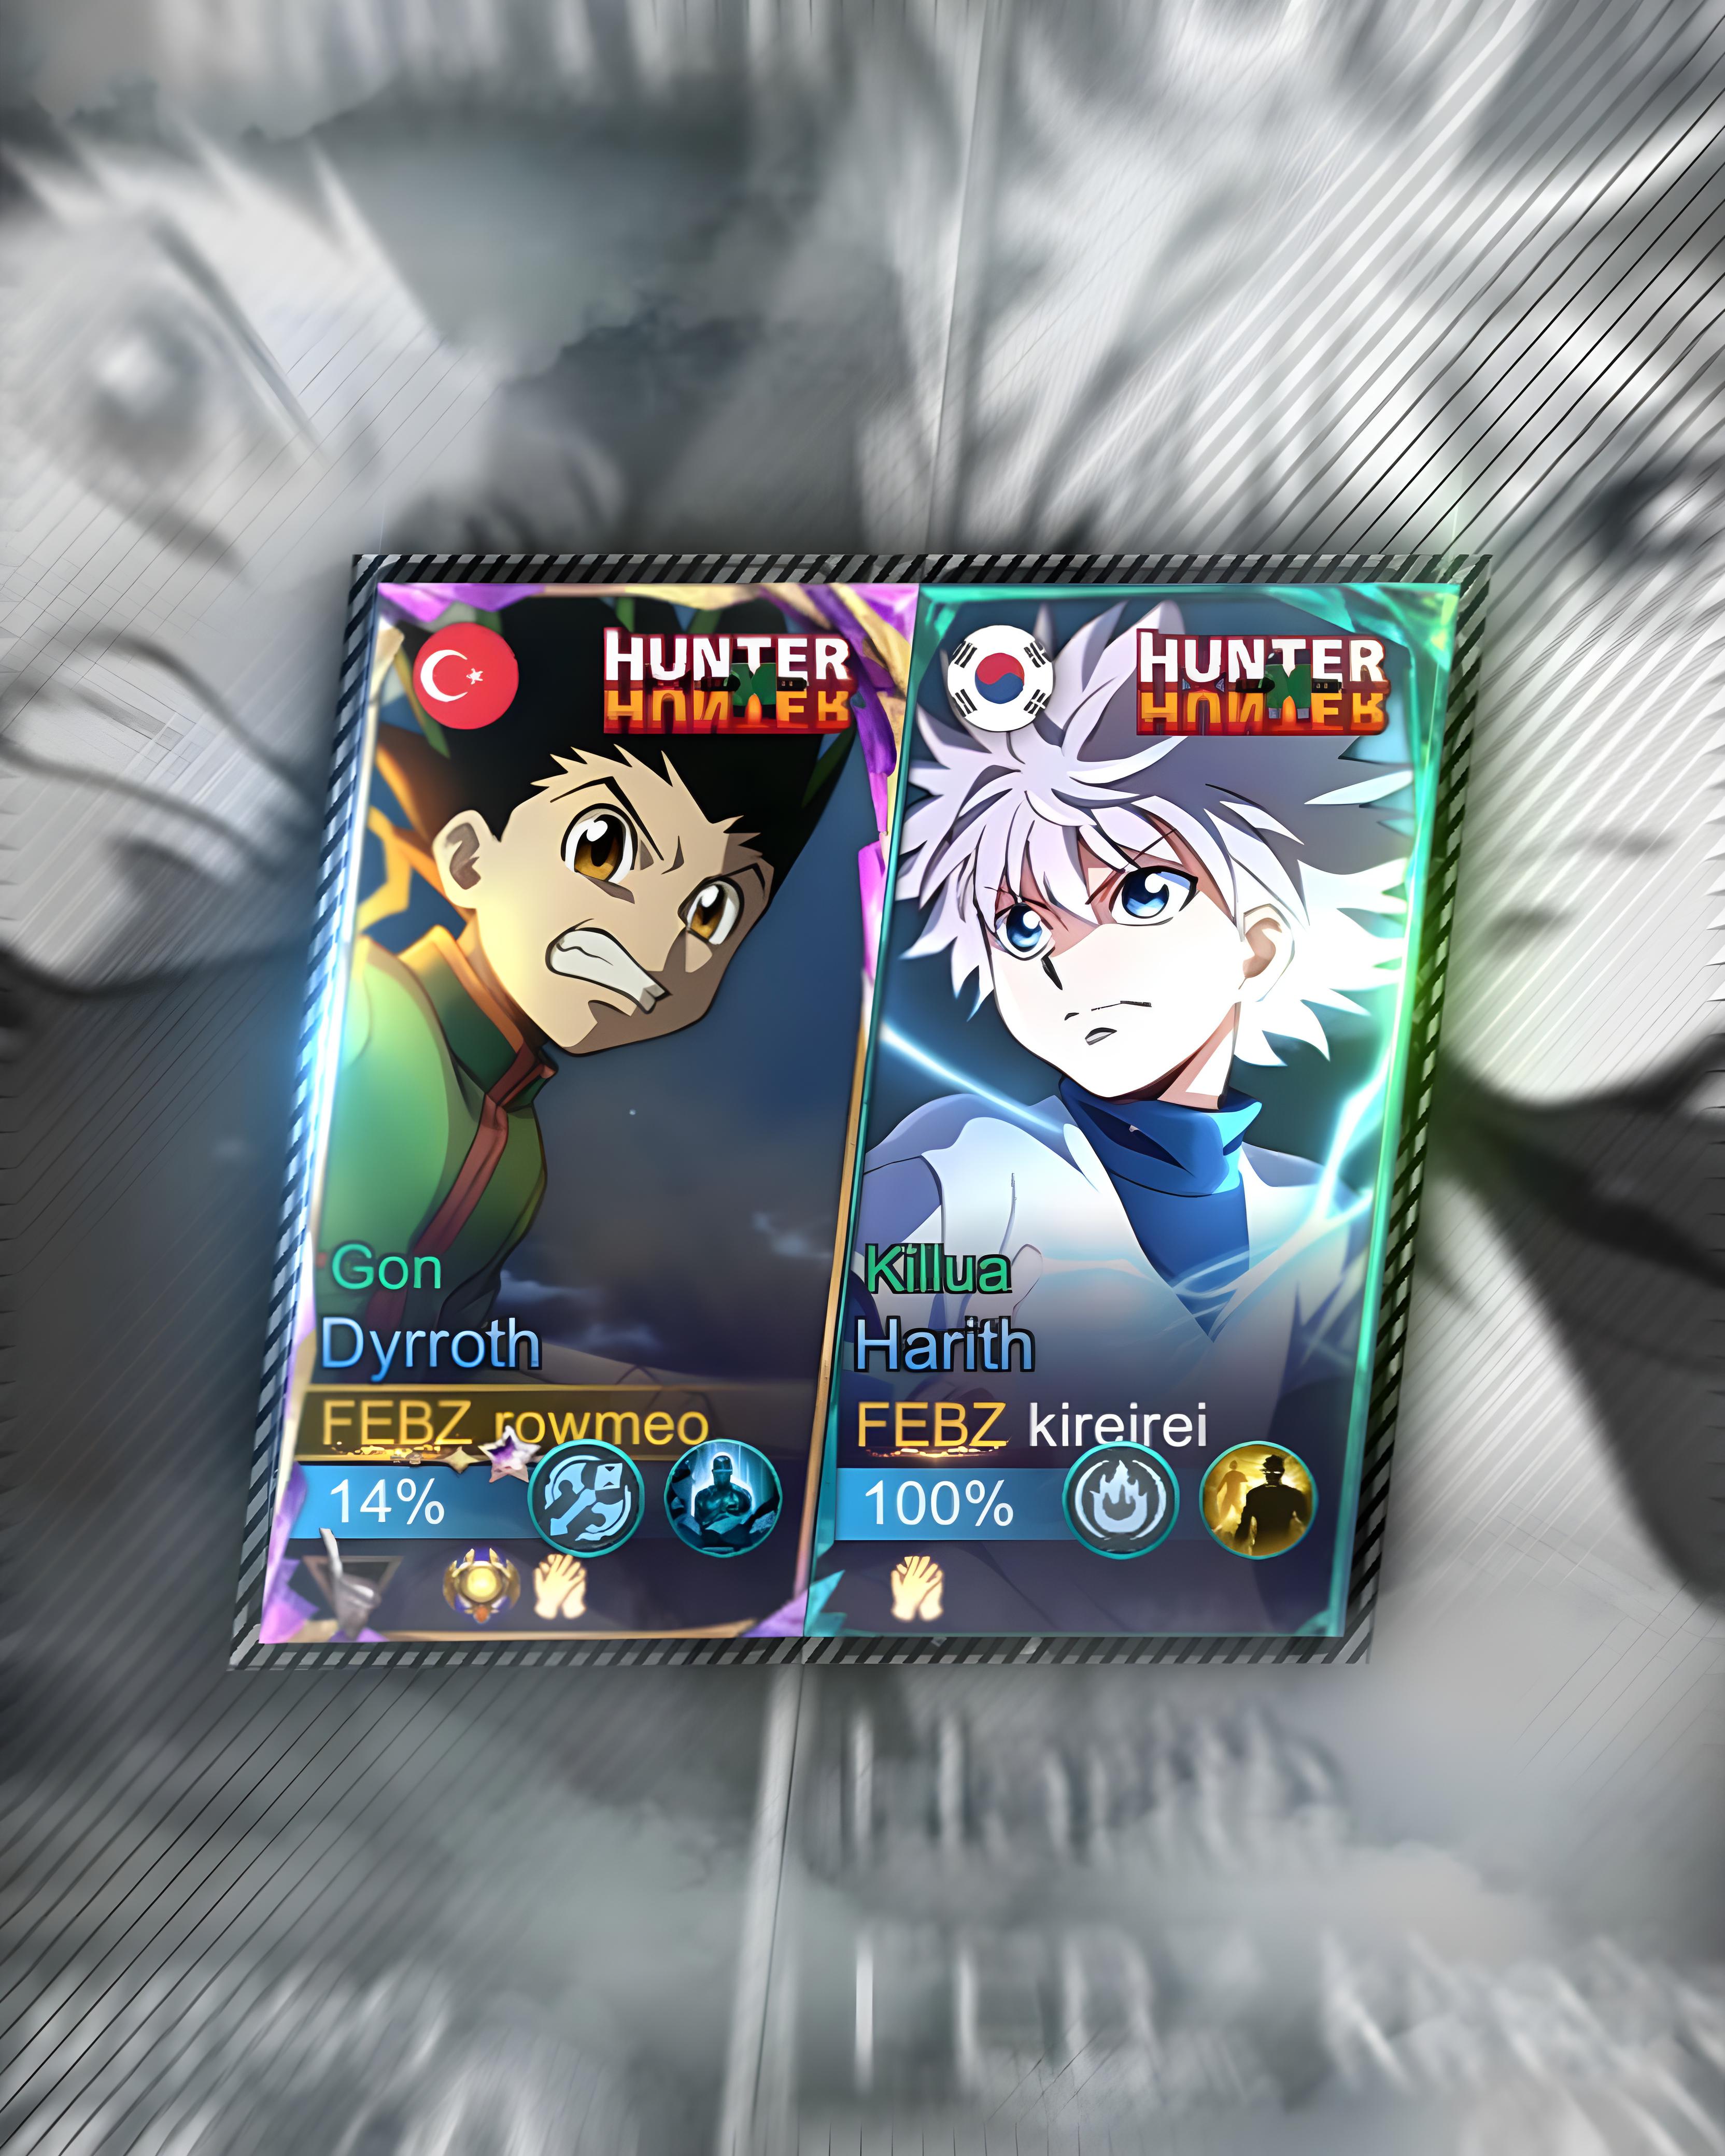 HUNTER
HUNTER
Gon
Dyrroth
FEBZ rowmeo
14%
HUNTER
HUNTER
Killua
Harith
FEBZ kireirei
100%